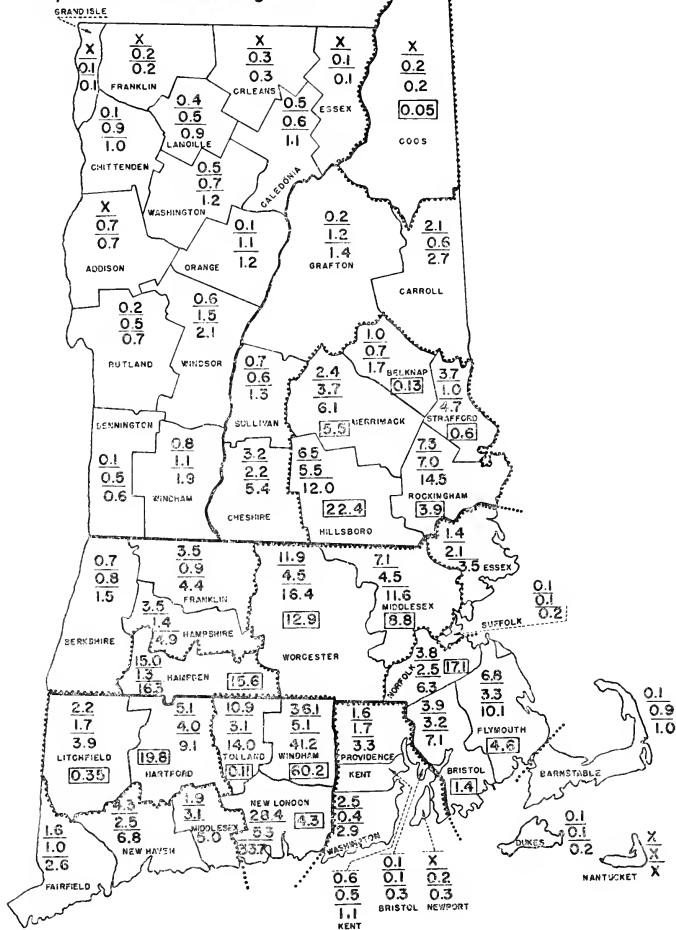 GRAND ISLE
X
0.1
0.1
X
0.2
0.2
FRANKLIN
X
0.3
0.3
ORLEANS
X
0.1
0.1
ESSEX
X
0.2
0.2
0.05
COOS
0.1
0.9
1.0
CHITTENDEN
0.4
0.5
0.9
LANOILLE
0.5
0.6
1.1
CALEDONIA
0.5
0.7
1.2
WASHINGTON
X
0.7
0.7
ADDISON
0.1
1.1
1.2
ORANGE
0.2
1.2
1.4
GRAFTON
2.1
0.6
2.7
CARROLL
0.2
0.5
0.7
RUTLAND
0.6
1.5
2.1
WINDSOR
0.7
0.6
1.3
SULLIVAN
2.4
3.7
6.1
5.5
MERRIMACK
1.0
0.7
1.7
BELKNAP
0.13
3.7
1.0
4.7
STRAFFORD
0.6
BENNINGTON
0.1
0.5
0.6
0.8
1.1
1.9
WINDHAM
3.2
2.2
5.4
CHESHIRE
6.5
5.5
12.0
22.4
HILLSBORO
7.3
7.0
14.5
ROCKINGHAM
3.9
0.7
0.8
1.5
BERKSHIRE
3.5
0.9
4.4
FRANKLIN
3.5
1.4
4.9
HAMPSHIRE
15.0
1.3
16.3
HAMPDEN
15.6
11.9
4.5
16.4
12.9
WORCESTER
7.1
4.5
11.6
MIDDLESEX
8.8
1.4
2.1
3.5 ESSEX
0.1
0.1
0.2
SUFFOLK
3.8
2.5
6.3
17.1
NORFOLK
3.9
3.2
7.1
BRISTOL
1.4
6.8
3.3
10.1
PLYMOUTH
4.6
0.1
0.9
1.0
BARNSTABLE
2.2
1.7
3.9
LITCHFIELD
0.35
5.1
4.0
9.1
19.8
HARTFORD
10.9
3.1
14.0
TOLLAND
0.11
36.1
5.1
41.2
WINDHAM
60.2
1.6
1.7
3.3
PROVIDENCE
KENT
1.6
1.0
2.6
FAIRFIELD
4.3
2.5
6.8
NEW HAVEN
1.9
3.1
5.0
MIDDLESEX
NEW LONDON
28.4
5.3
33.7
4.3
2.5
0.4
2.9
WASHINGTON
0.6
0.5
1.1
KENT
0.1
0.1
0.3
BRISTOL
X
0.2
0.3
NEWPORT
0.1
0.1
0.2
DUKES
X
X
X
NANTUCKET